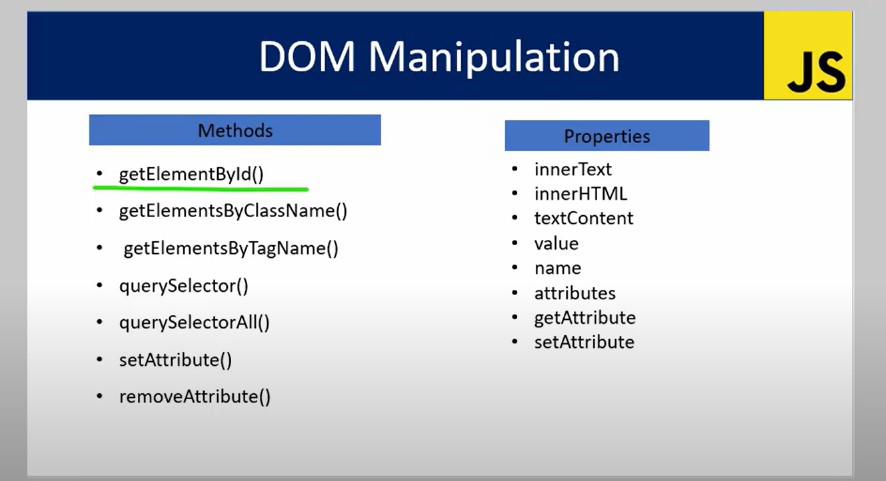 DOM Manipulation
JS
Methods
• getElementById()
• getElementsByClassName()
• getElementsByTagName()
• querySelector()
• querySelectorAll()
• setAttribute()
• removeAttribute()
Properties
• innerText
• innerHTML
• textContent
• value
• name
• attributes
• getAttribute
• setAttribute